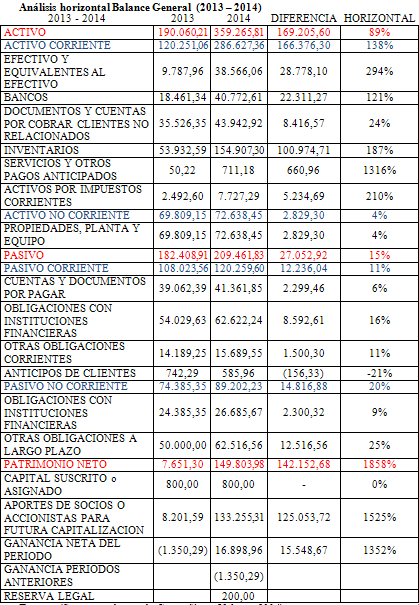 Análisis horizontal Balance General (2013 – 2014)
2013 - 2014 2013 2014 DIFERENCIA HORIZONTAL
ACTIVO 190.060,21 359.265,81 169.205,60 89%
ACTIVO CORRIENTE 120.251,06 286.627,36 166.376,30 138%
EFECTIVO Y
EQUIVALENTES AL
EFECTIVO 9.787,96 38.566,06 28.778,10 294%
BANCOS 18.461,34 40.772,61 22.311,27 121%
DOCUMENTOS Y CUENTAS
POR COBRAR CLIENTES NO
RELACIONADOS 35.526,35 43.942,92 8.416,57 24%
INVENTARIOS 53.932,59 154.907,30 100.974,71 187%
SERVICIOS Y OTROS
PAGOS ANTICIPADOS 50,22 711,18 660,96 1316%
ACTIVOS POR IMPUESTOS
CORRIENTES 2.492,60 7.727,29 5.234,69 210%
ACTIVO NO CORRIENTE 69.809,15 72.638,45 2.829,30 4%
PROPIEDADES, PLANTA Y
EQUIPO 69.809,15 72.638,45 2.829,30 4%
PASIVO 182.408,91 209.461,83 27.052,92 15%
PASIVO CORRIENTE 108.023,56 120.259,60 12.236,04 11%
CUENTAS Y DOCUMENTOS
POR PAGAR 39.062,39 41.361,85 2.299,46 6%
OBLIGACIONES CON
INSTITUCIONES
FINANCIERAS 54.029,63 62.622,24 8.592,61 16%
OTRAS OBLIGACIONES
CORRIENTES 14.189,25 15.689,55 1.500,30 11%
ANTICIPOS DE CLIENTES 742,29 585,96 (156,33) -21%
PASIVO NO CORRIENTE 74.385,35 89.202,23 14.816,88 20%
OBLIGACIONES CON
INSTITUCIONES
FINANCIERAS 24.385,35 26.685,67 2.300,32 9%
OTRAS OBLIGACIONES A
LARGO PLAZO 50.000,00 62.516,56 12.516,56 25%
PATRIMONIO NETO 7.651,30 149.803,98 142.152,68 1858%
CAPITAL SUSCRITO o
ASIGNADO 800,00 800,00 - 0%
APORTES DE SOCIOS O
ACCIONISTAS PARA
FUTURA CAPITALIZACION 8.201,59 133.255,31 125.053,72 1525%
GANANCIA NETA DEL
PERIODO (1.350,29) 16.898,96 15.548,67 1352%
GANANCIA PERIODOS
ANTERIORES (1.350,29)
RESERVA LEGAL 200,00